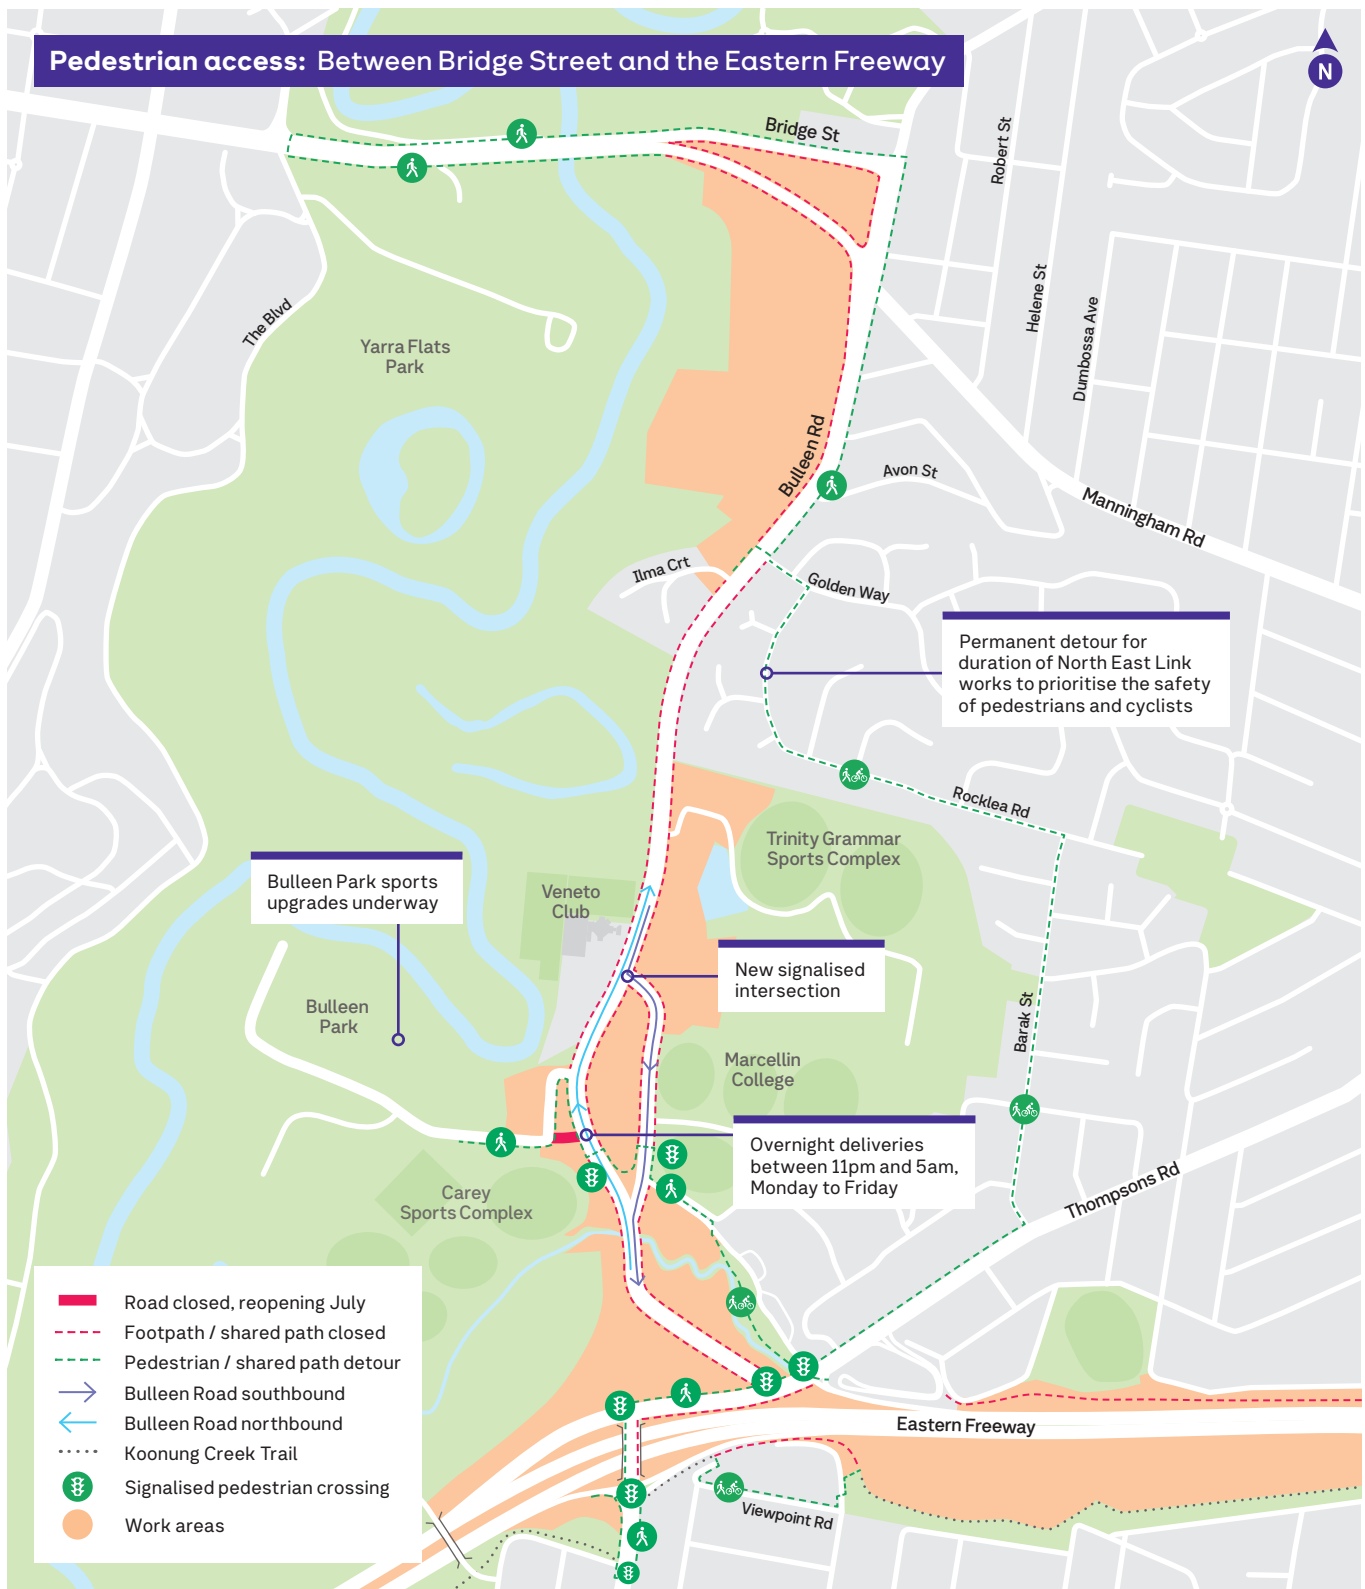 Pedestrian access: Between Bridge Street and the Eastern Freeway
N
Bridge St
Robert St
Helene St
The Blvd
Dumbossa Ave
Yarra Flats
Park
Bulleen Rd
Avon St
Manningham Rd
Ilma Crt
Golden Way
Permanent detour for
duration of North East Link
works to prioritise the safety
of pedestrians and cyclists
Rocklea Rd
Trinity Grammar
Sports Complex
Bulleen Park sports
upgrades underway
Veneto
Club
New signalised
intersection
Bulleen
Park
Barak St
Marcellin
College
Overnight deliveries
between 11pm and 5am,
Monday to Friday
Carey
Sports Complex
Thompsons Rd
Road closed, reopening July
Footpath / shared path closed
Pedestrian / shared path detour
Bulleen Road southbound
Bulleen Road northbound
Koonung Creek Trail
Signalised pedestrian crossing
Work areas
Eastern Freeway
Viewpoint Rd